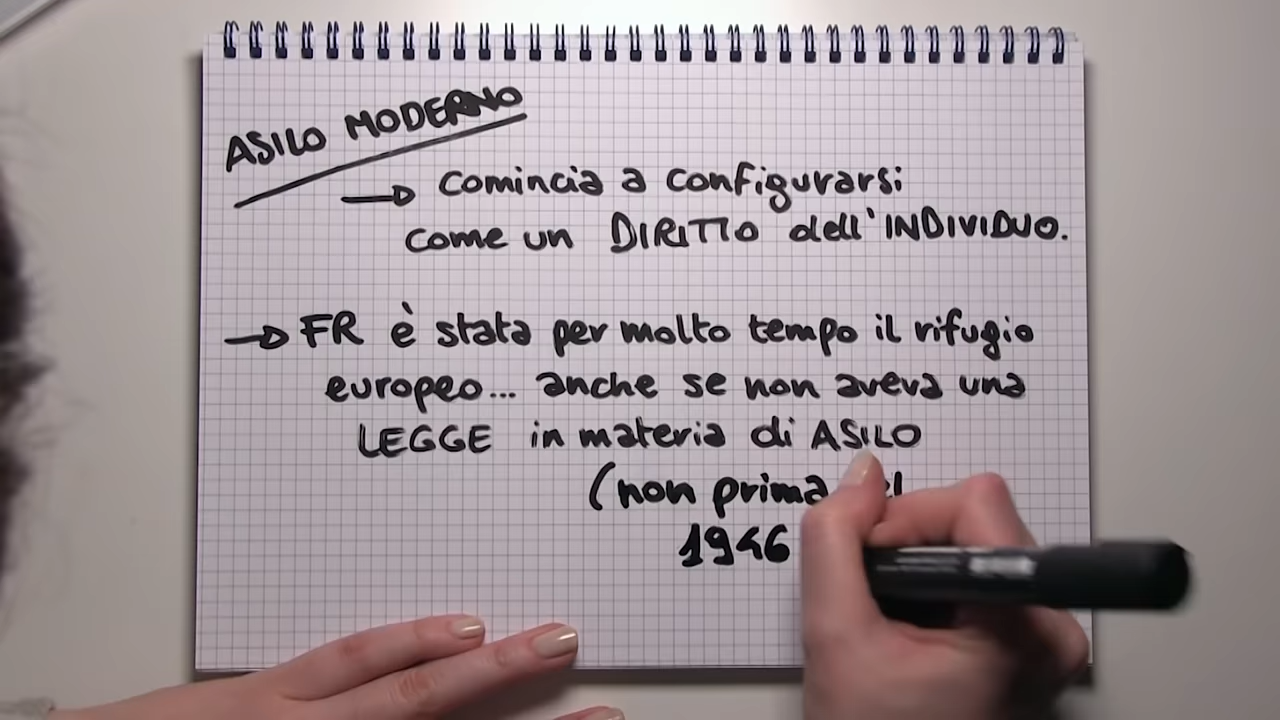 ASILO MODERNO
→ comincia a configurarsi
come un DIRITTO dell'INDIVIDUO.
→ FR è stata per molto tempo il rifugio
europeo... anche se non aveva una
LEGGE in materia di ASILO
(non prima
1946